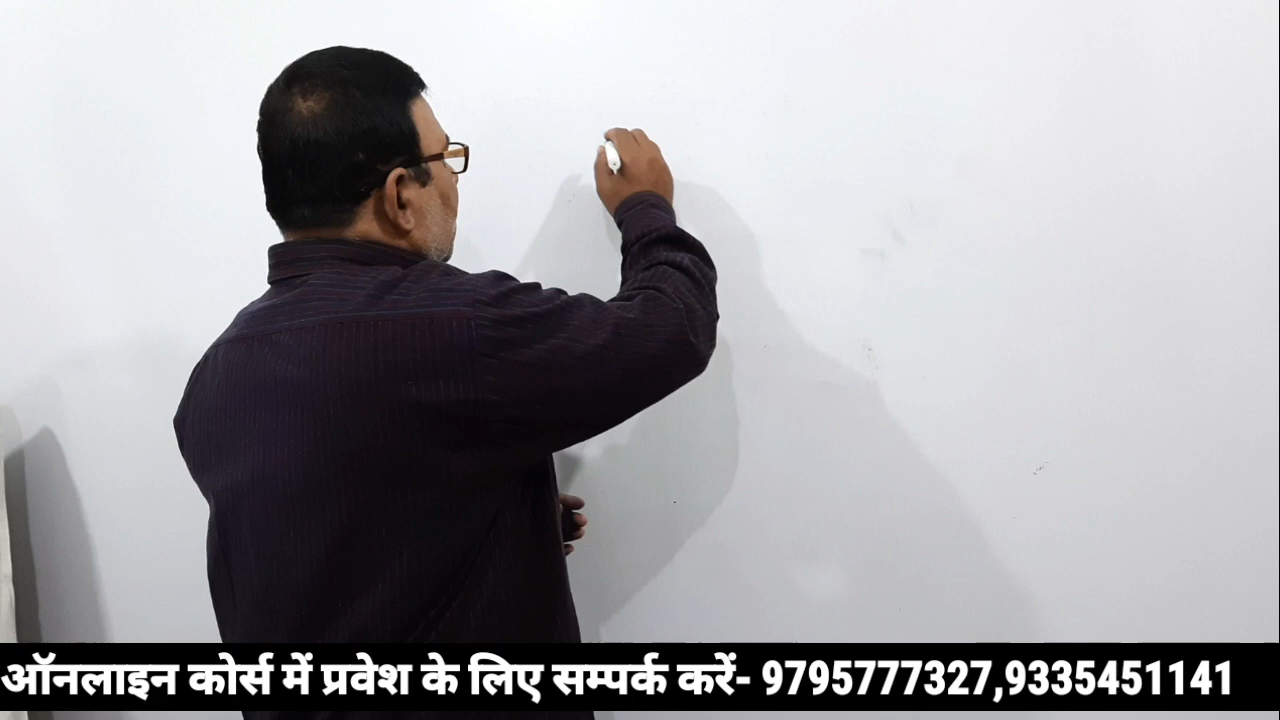 ऑनलाइन कोर्स में प्रवेश के लिए सम्पर्क करें- 9795777327,9335451141